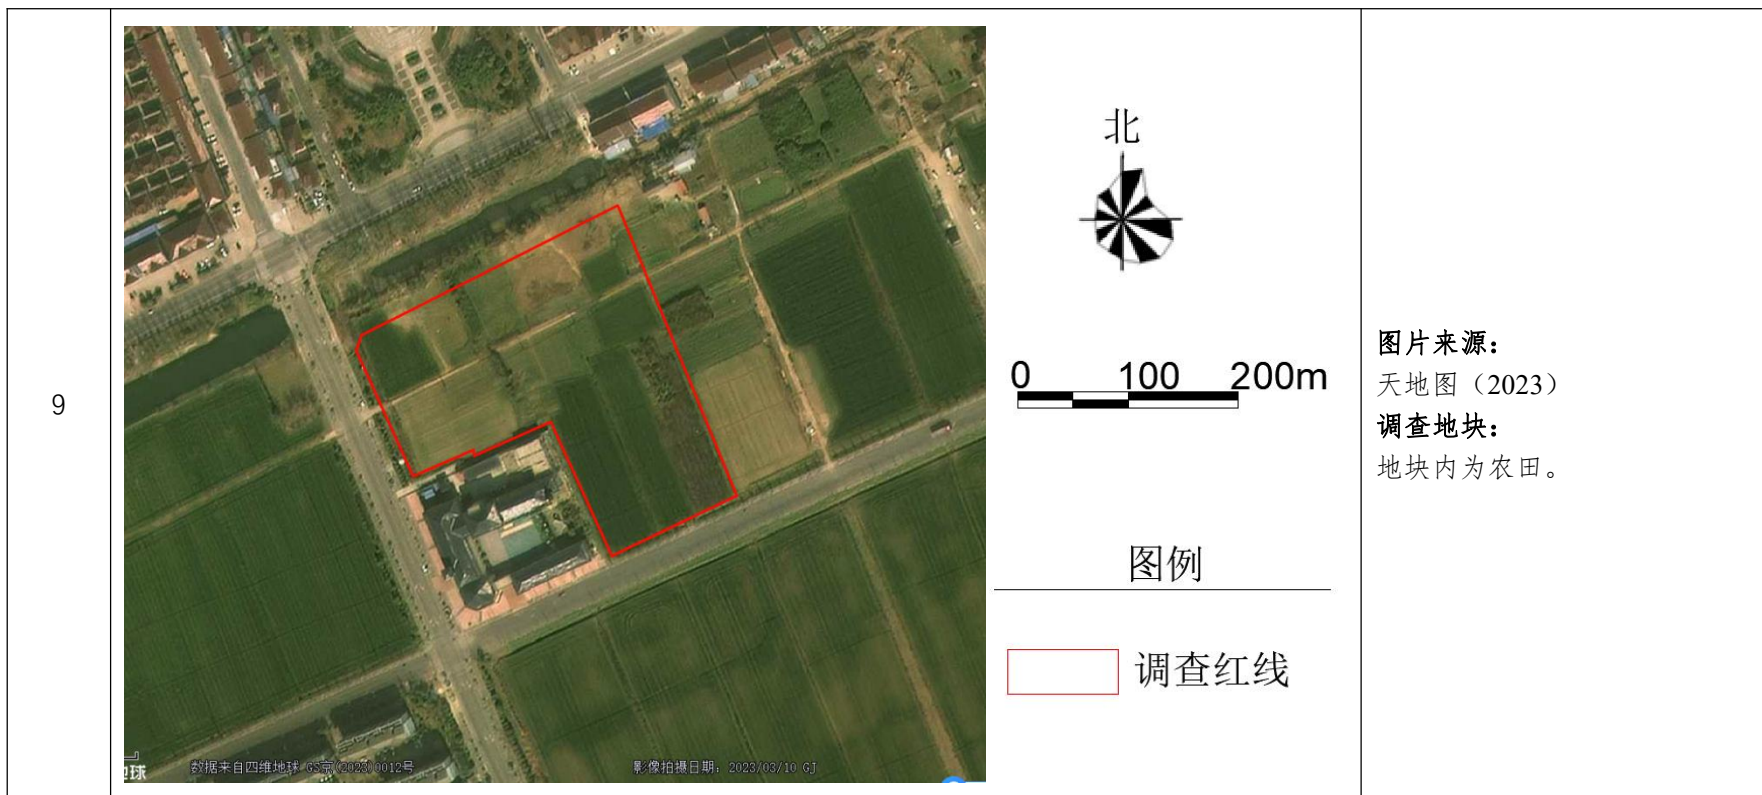 9
北
0 100 200m
图例
调查红线
图片来源：
天地图（2023）
调查地块：
地块内为农田。
球
数据来自四维地球 GS京(2023)0012号
影像拍摄日期：2023/03/10 GJ